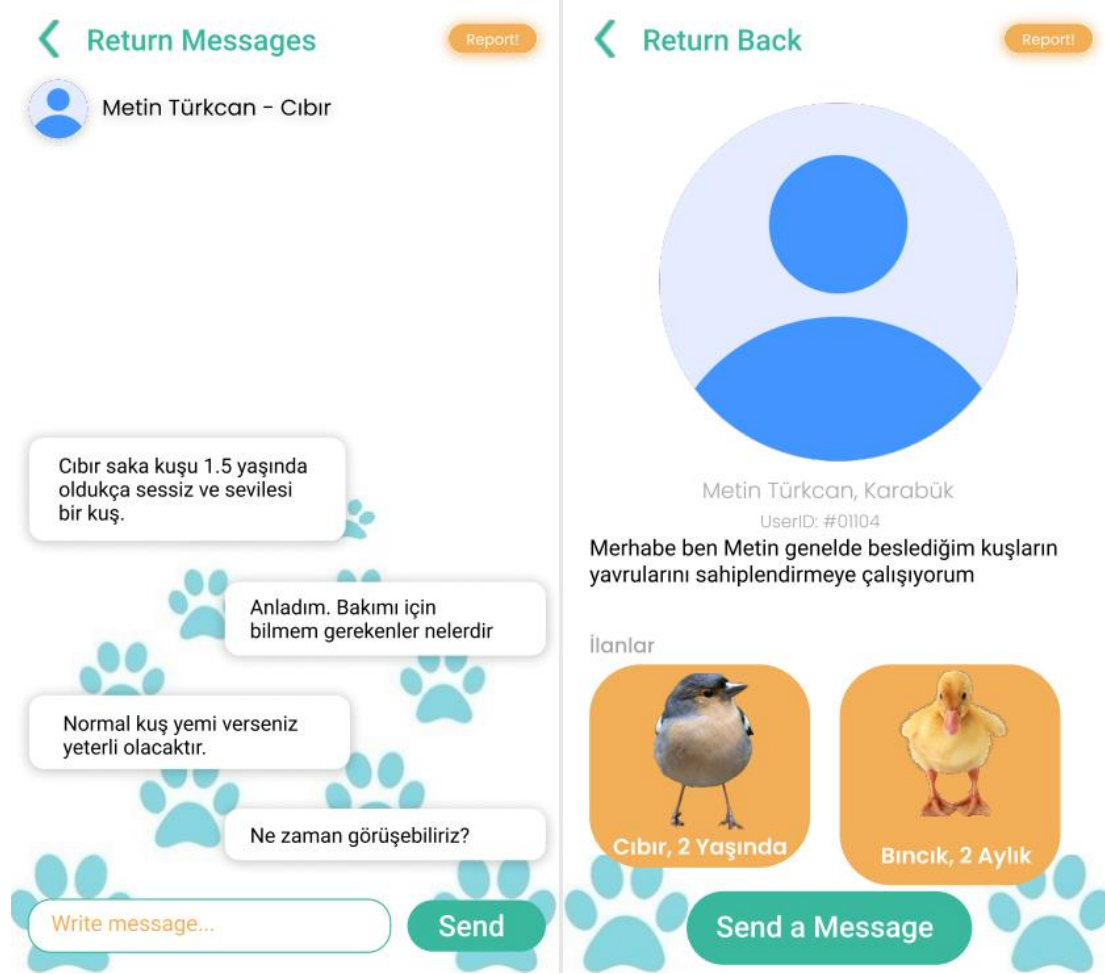 Return Messages
Report!
Metin Türkcan - Cıbır
Cıbır saka kuşu 1.5 yaşında
oldukça sessiz ve sevilesi
bir kuş.
Anladım. Bakımı için
bilmem gerekenler nelerdir
Normal kuş yemi verseniz
yeterli olacaktır.
Ne zaman görüşebiliriz?
Write message...
Send
Return Back
Report!
Metin Türkcan, Karabük
UserID: #01104
Merhabe ben Metin genelde beslediğim kuşların
yavrularını sahiplendirmeye çalışıyorum
İlanlar
Cıbır, 2 Yaşında
Bıncık, 2 Aylık
Send a Message